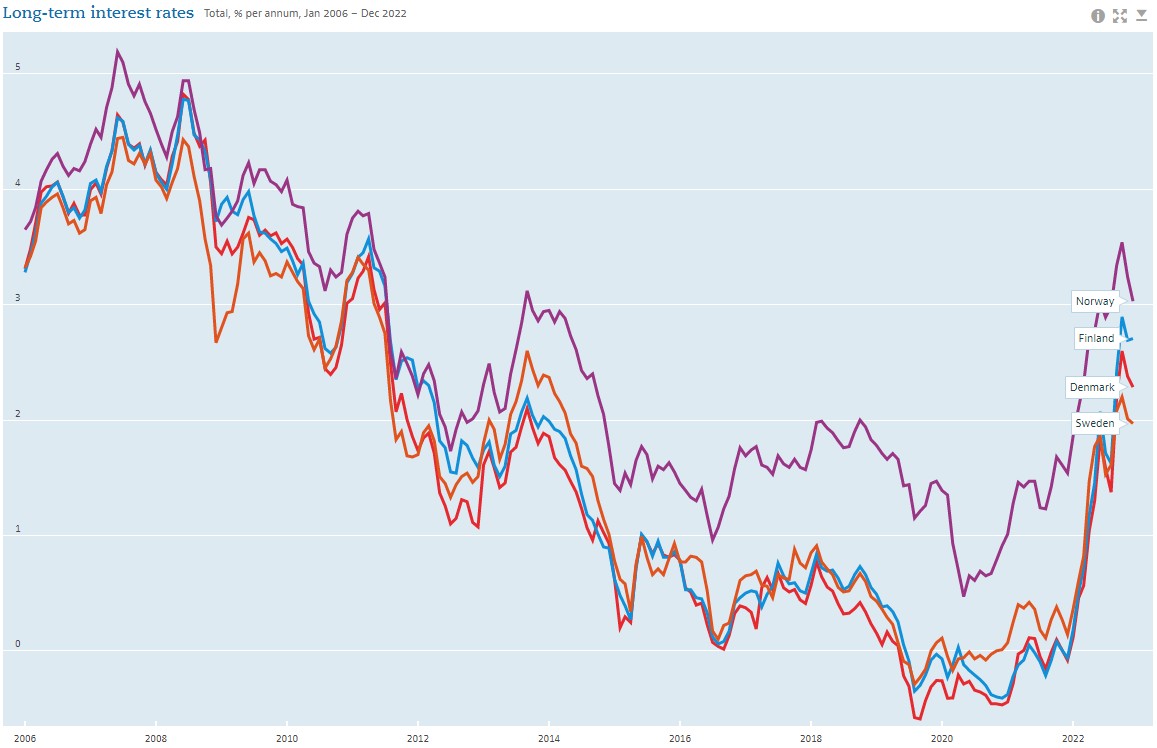 Long-term interest rates Total, % per annum, Jan 2006 – Dec 2022
5
4
3
2
1
0
Norway
Finland
Denmark
Sweden
2006 2008 2010 2012 2014 2016 2018 2020 2022